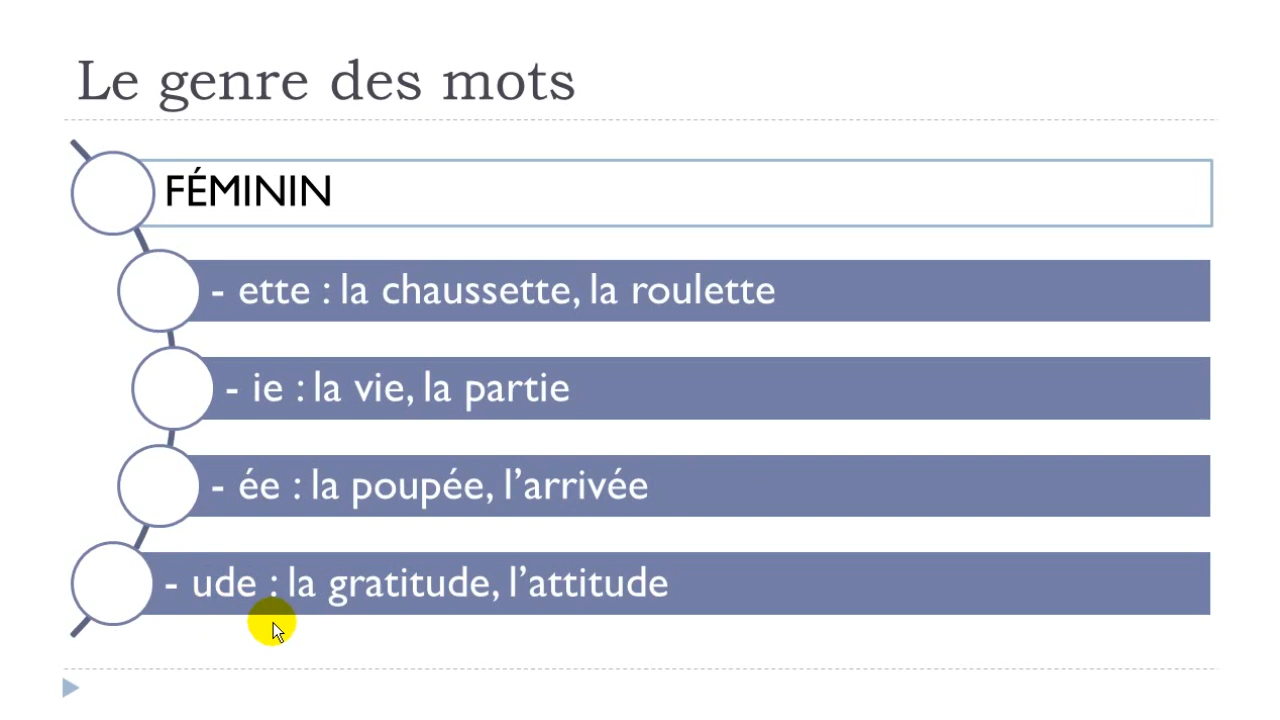 Le genre des mots
FÉMININ
- ette : la chaussette, la roulette
- ie : la vie, la partie
- ée : la poupée, l’arrivée
- ude : la gratitude, l’attitude